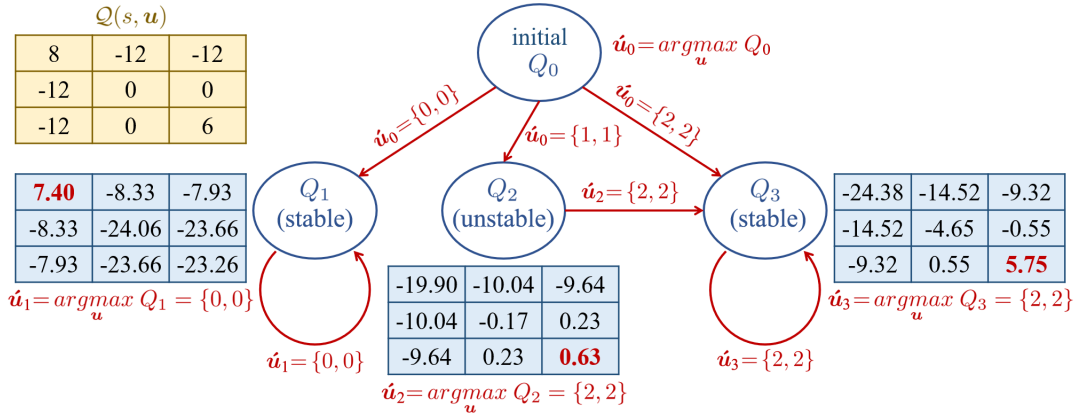 𝒬(s, u)
8 -12 -12
-12 0 0
-12 0 6
initial
Q₀
ú₀ = argmax Q₀
u
ú₀ = {0, 0}
ú₀ = {1, 1}
ú₀ = {2, 2}
7.40 -8.33 -7.93
-8.33 -24.06 -23.66
-7.93 -23.66 -23.26
ú₁ = argmax Q₁ = {0, 0}
u
Q₁
(stable)
ú₁ = {0, 0}
Q₂
(unstable)
ú₂ = {2, 2}
-19.90 -10.04 -9.64
-10.04 -0.17 0.23
-9.64 0.23 0.63
ú₂ = argmax Q₂ = {2, 2}
u
Q₃
(stable)
ú₃ = {2, 2}
-24.38 -14.52 -9.32
-14.52 -4.65 -0.55
-9.32 0.55 5.75
ú₃ = argmax Q₃ = {2, 2}
u